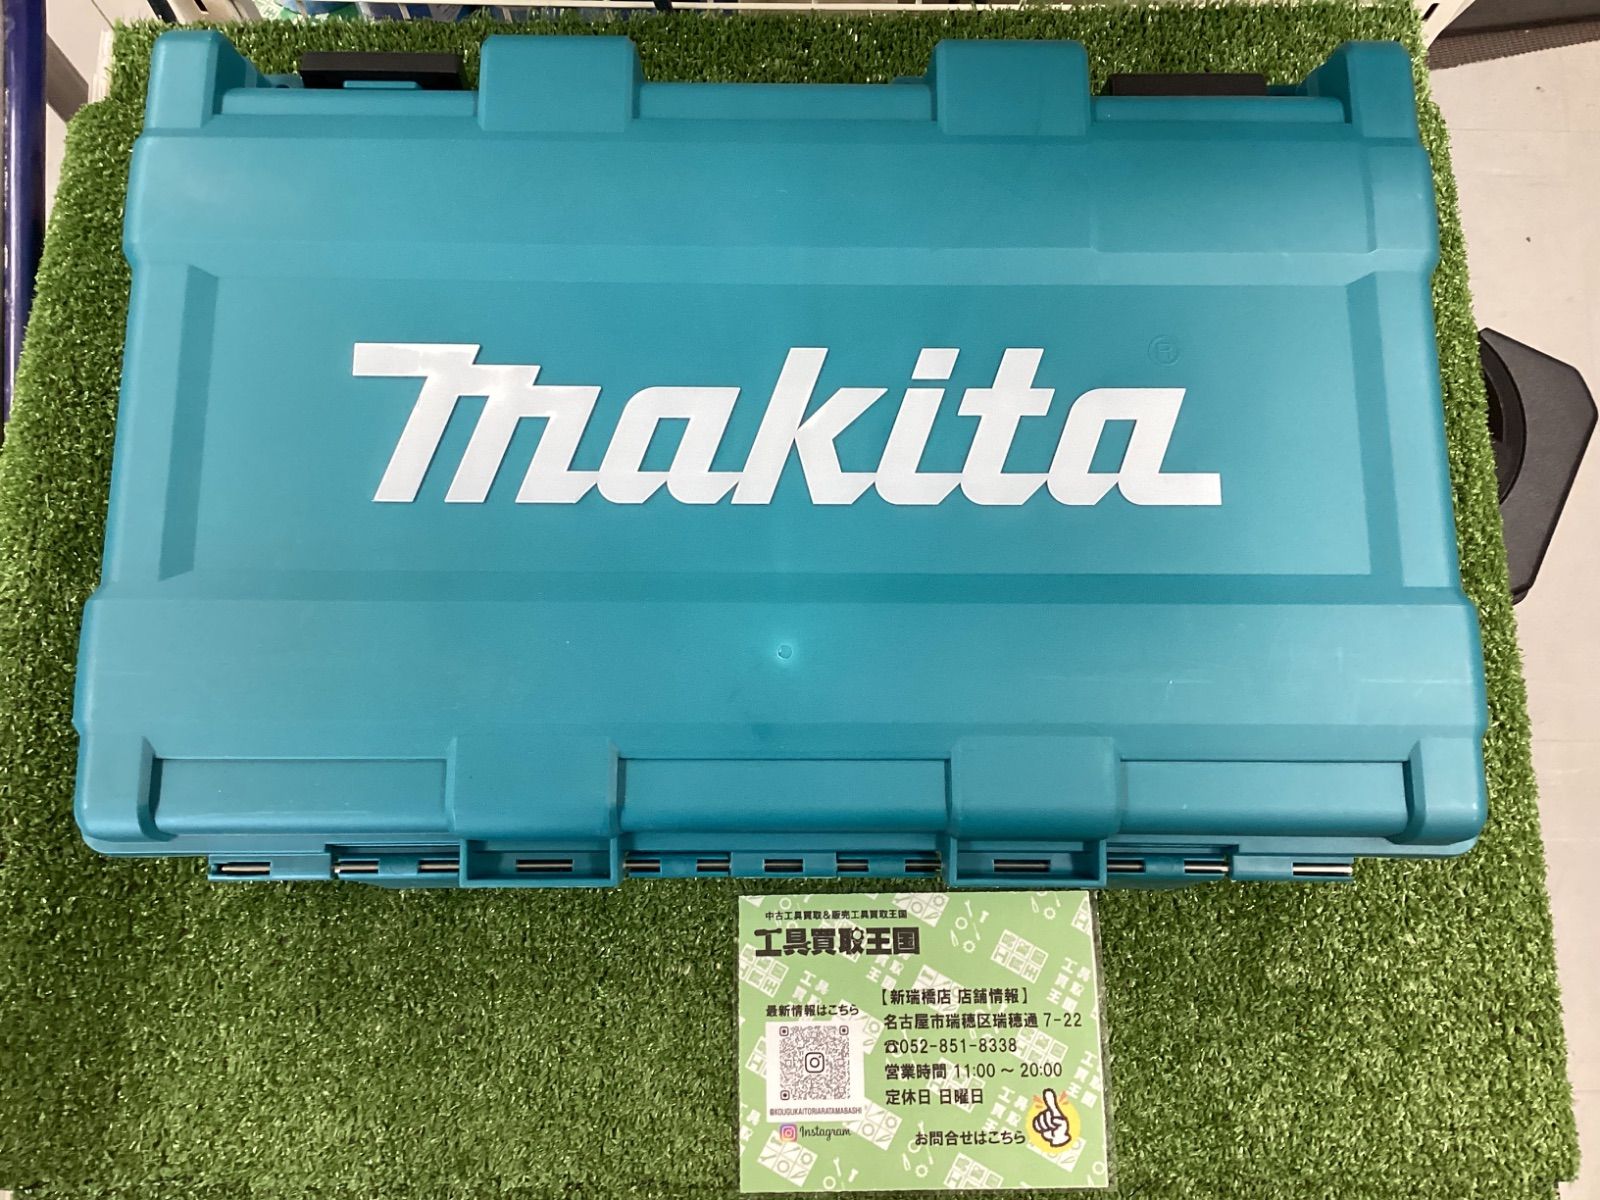 makita
®
中古工具買取&販売工具買取王国
工具買取王国
【新瑞橋店 店舗情報】
最新情報はこちら
名古屋市瑞穂区瑞穂通 7-22
☎052-851-8338
営業時間 11:00 ~ 20:00
定休日 日曜日
@KOUGUKAITORIARATAMABASHI
Instagram
お問合せはこちら